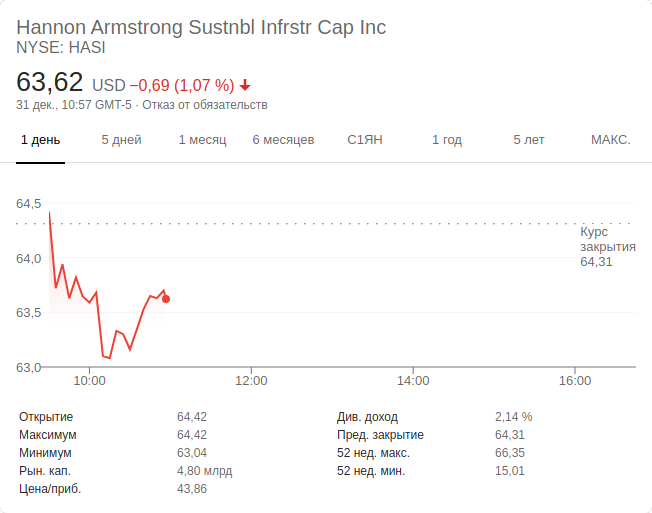 Hannon Armstrong Sustnbl Infrstr Cap Inc
NYSE: HASI
63,62 USD −0,69 (1,07 %)
31 дек., 10:57 GMT-5 · Отказ от обязательств
1 день 5 дней 1 месяц 6 месяцев С1ЯН 1 год 5 лет МАКС.
64,5
Курс
закрытия
64,31
64,0
63,5
63,0
10:00 12:00 14:00 16:00
Открытие 64,42 Див. доход 2,14 %
Максимум 64,42 Пред. закрытие 64,31
Минимум 63,04 52 нед. макс. 66,35
Рын. кап. 4,80 млрд 52 нед. мин. 15,01
Цена/приб. 43,86